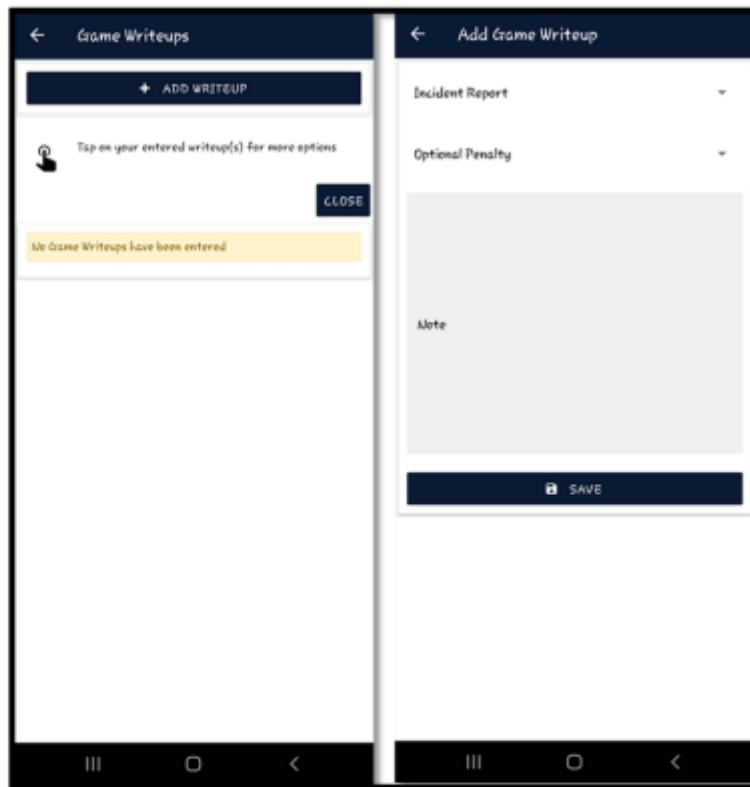 Game Writeups
+ ADD WRITEUP
Tap on your entered writeup(s) for more options
CLOSE
No Game Writeups have been entered
Add Game Writeup
Incident Report
Optional Penalty
Note
SAVE